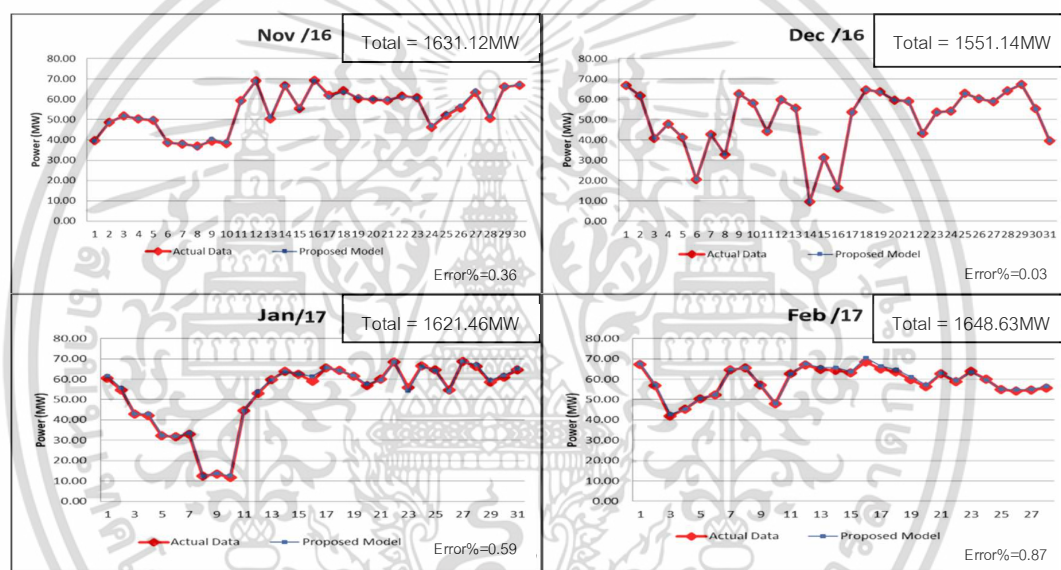 Nov /16
Total = 1631.12MW
80.00
70.00
60.00
50.00
40.00
30.00
20.00
10.00
0.00
Power (MW)
1 2 3 4 5 6 7 8 9 10 11 12 13 14 15 16 17 18 19 20 21 22 23 24 25 26 27 28 29 30
Actual Data
Proposed Model
Error%=0.36
Dec /16
Total = 1551.14MW
80.00
70.00
60.00
50.00
40.00
30.00
20.00
10.00
0.00
Power (MW)
1 2 3 4 5 6 7 8 9 10 11 12 13 14 15 16 17 18 19 20 21 22 23 24 25 26 27 28 29 30 31
Actual Data
Proposed Model
Error%=0.03
Jan/17
Total = 1621.46MW
80.00
70.00
60.00
50.00
40.00
30.00
20.00
10.00
0.00
Power (MW)
1 3 5 7 9 11 13 15 17 19 21 23 25 27 29 31
Actual Data
Proposed Model
Error%=0.59
Feb /17
Total = 1648.63MW
80.00
70.00
60.00
50.00
40.00
30.00
20.00
10.00
0.00
Power (MW)
1 3 5 7 9 11 13 15 17 19 21 23 25 27
Actual Data
Proposed Model
Error%=0.87